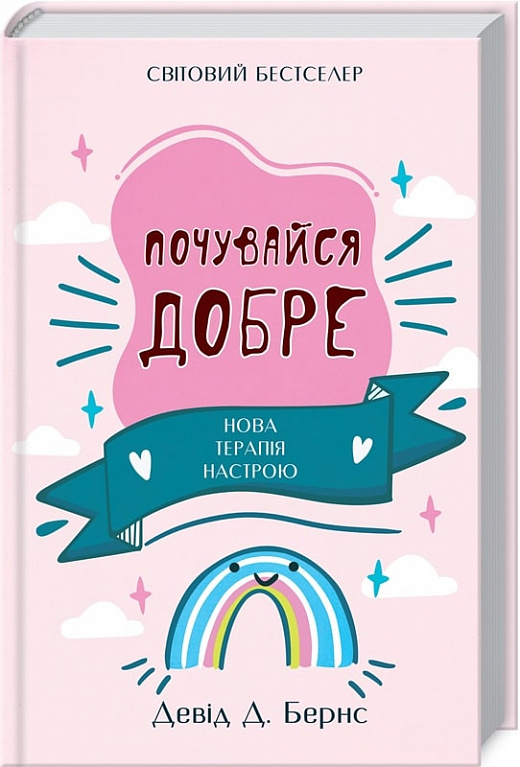 СВІТОВИЙ БЕСТСЕЛЕР
ПОЧУВАЙСЯ
ДОБРЕ
НОВА
ТЕРАПІЯ
НАСТРОЮ
Девід Д. Бернс